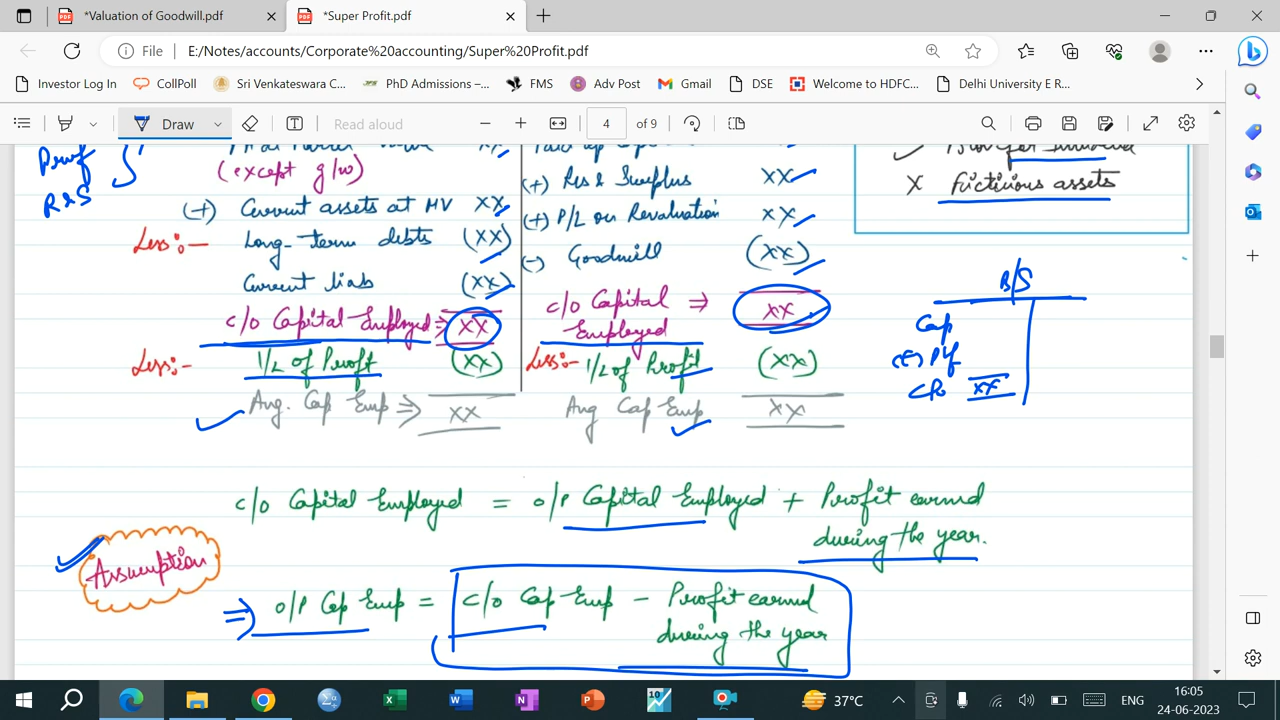 *Valuation of Goodwill.pdf
*Super Profit.pdf
File
E:/Notes/accounts/Corporate%20accounting/Super%20Profit.pdf
Investor Log In
CollPoll
Sri Venkateswara C...
PhD Admissions –...
FMS
Adv Post
Gmail
DSE
Welcome to HDFC...
Delhi University E R...
Draw
Read aloud
4
of 9
Prof
R&S
(except g/w)
(+) Current assets at MV XX
Less:- Long-term debts (XX)
Current liab (XX)
c/o Capital Employed ⇒ XX
Less:- 1/2 of Profit (XX)
Avg. Cap Emp ⇒ XX
(+) Res & Surplus XX
(+) P/L on Revaluation XX
(-) Goodwill (XX)
c/o Capital ⇒ XX
Employed
Less:- 1/2 of Profit (XX)
Avg Cap Emp XX
X Fictitious assets
B/S
Cap
(+) P/f
C/o XX
c/o Capital Employed = o/p Capital Employed + Profit earned
during the year.
Assumption
⇒ o/p Cap Emp = c/o Cap Emp – Profit earned
during the year
37°C
ENG
16:05
24-06-2023